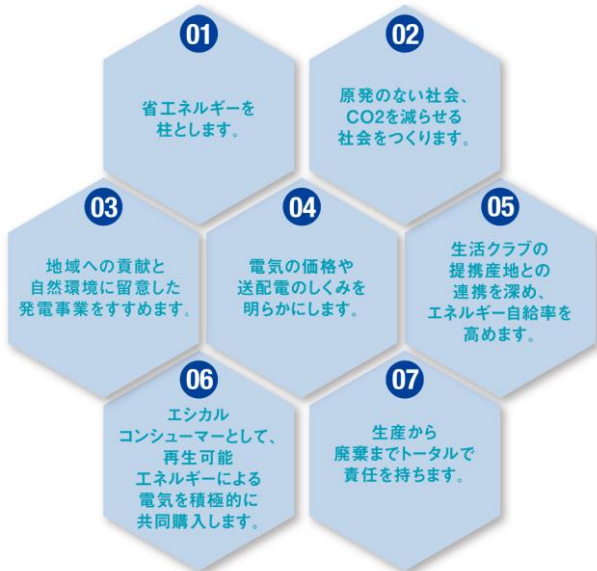 01
省エネルギーを
柱とします。
02
原発のない社会、
CO2を減らせる
社会をつくります。
03
地域への貢献と
自然環境に留意した
発電事業をすすめます。
04
電気の価格や
送配電のしくみを
明らかにします。
05
生活クラブの
提携産地との
連携を深め、
エネルギー自給率を
高めます。
06
エシカル
コンシューマーとして、
再生可能
エネルギーによる
電気を積極的に
共同購入します。
07
生産から
廃棄までトータルで
責任を持ちます。